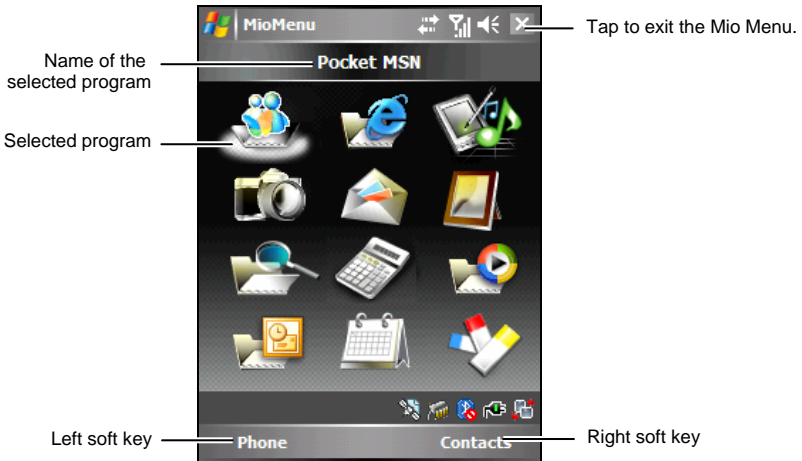 MioMenu
Tap to exit the Mio Menu.
Name of the
selected program
Pocket MSN
Selected program
Left soft key
Phone
Contacts
Right soft key